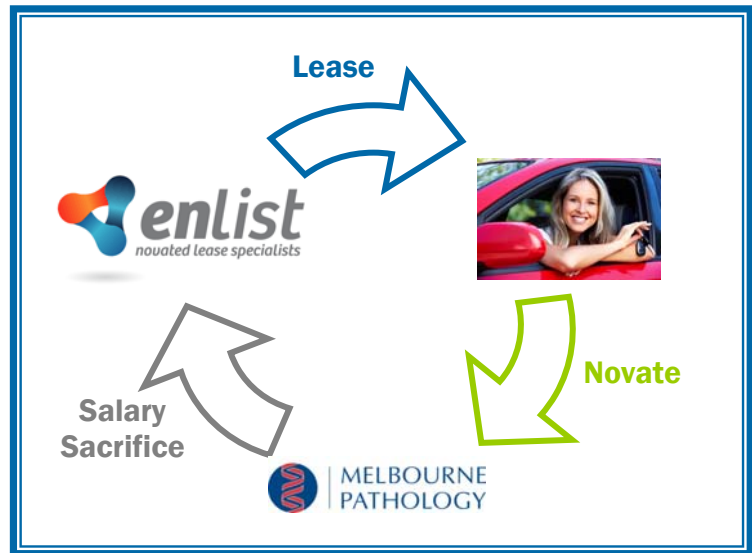 Lease
enlist
novated lease specialists
Novate
Salary
Sacrifice
MELBOURNE
PATHOLOGY